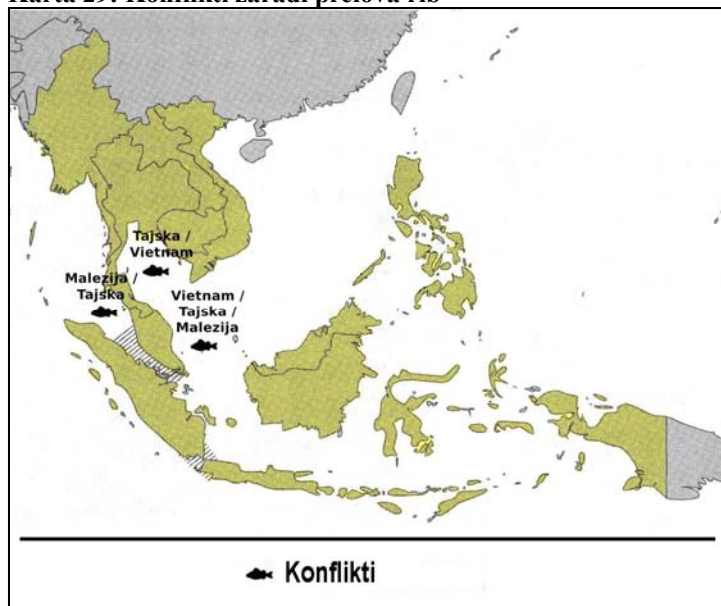 Karta 29: Konflikti zaradi prelova rib
Tajska /
Vietnam
Malezija /
Tajska
Vietnam /
Tajska /
Malezija
Konflikti